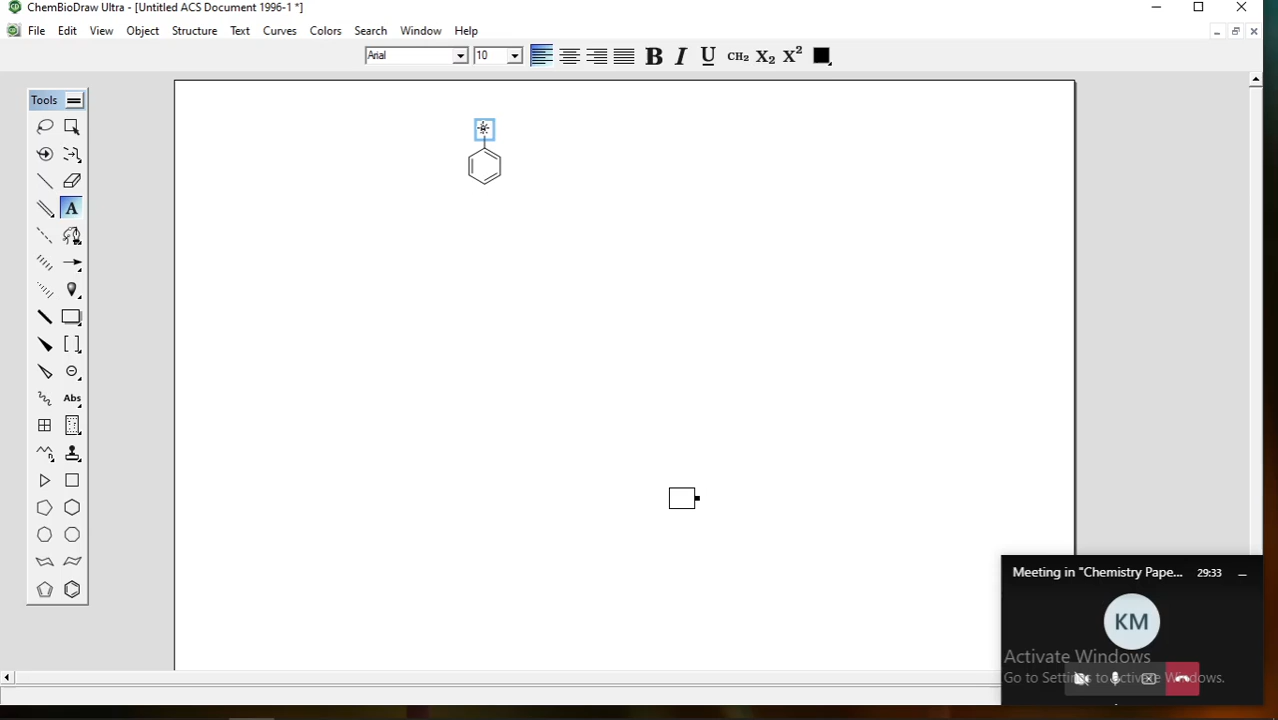 ChemBioDraw Ultra - [Untitled ACS Document 1996-1 *]
File Edit View Object Structure Text Curves Colors Search Window Help
Arial 10 B I U CH2 X2 X2
Tools
A
Abs
Meeting in "Chemistry Pape... 29:33
KM
Activate Windows
Go to Settings to activate Windows.